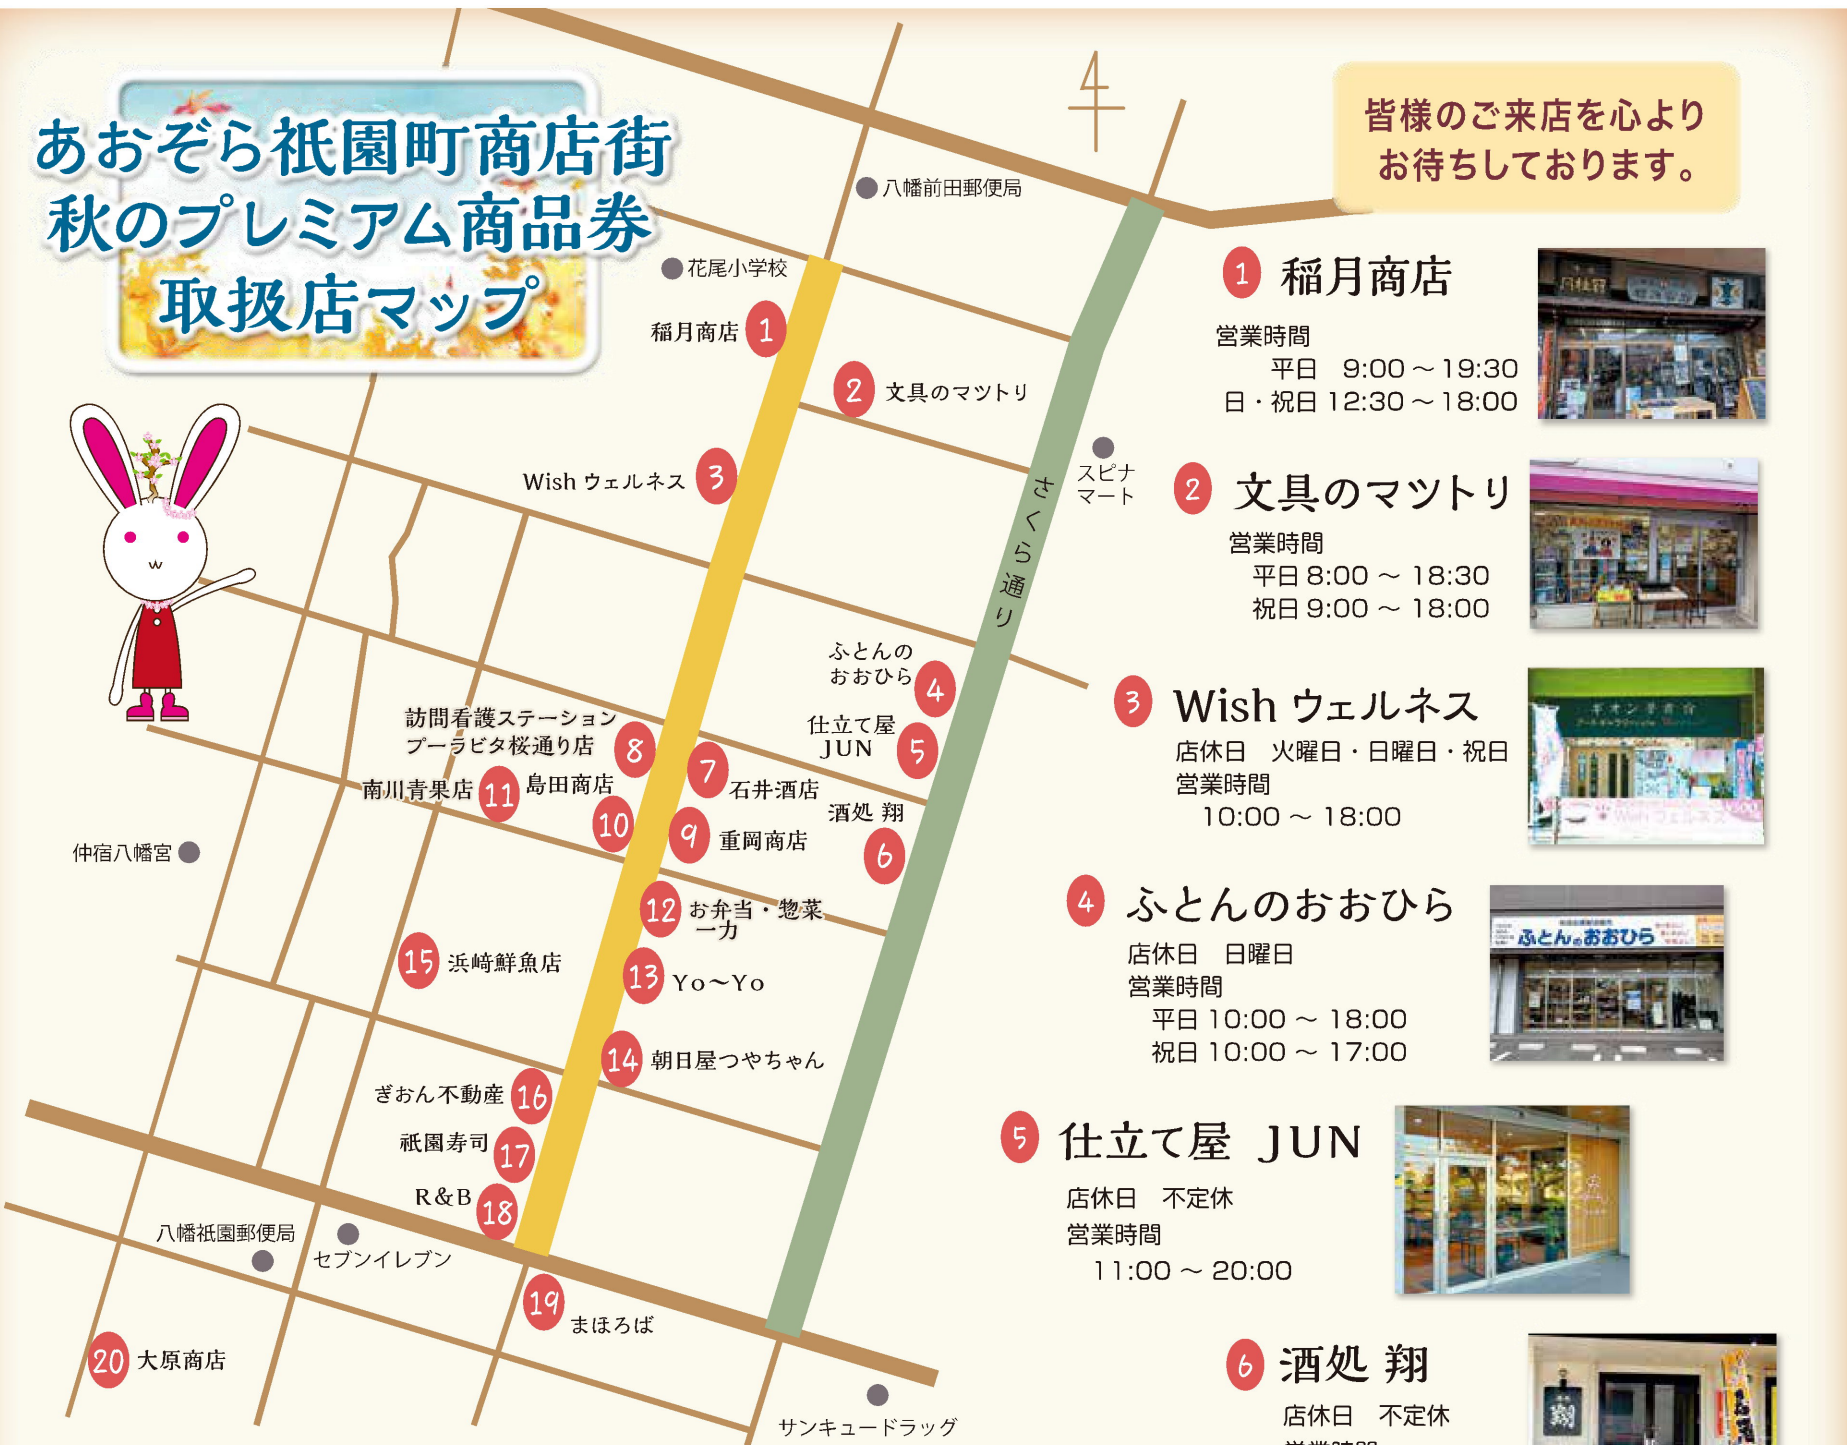 あおぞら祇園町商店街
秋のプレミアム商品券
取扱店マップ
皆様のご来店を心より
お待ちしております。
八幡前田郵便局
花尾小学校
稲月商店 1
2 文具のマツトリ
Wish ウェルネス 3
スピナ
マート
さくら通り
ふとんの
おおひら 4
仕立て屋
JUN 5
訪問看護ステーション
プーラビタ桜通り店 8
7 石井酒店
南川青果店 11
島田商店
10
酒処 翔
6
9 重岡商店
仲宿八幡宮
12 お弁当・惣菜
一力
15 浜﨑鮮魚店
13 Yo～Yo
14 朝日屋つやちゃん
ぎおん不動産 16
祇園寿司 17
R&B 18
八幡祇園郵便局
セブンイレブン
19 まほろば
20 大原商店
サンキュードラッグ
1 稲月商店
営業時間
平日 9:00～19:30
日・祝日 12:30～18:00
2 文具のマツトリ
営業時間
平日 8:00 ～ 18:30
祝日 9:00 ～ 18:00
3 Wish ウェルネス
店休日 火曜日・日曜日・祝日
営業時間
10:00 ～ 18:00
4 ふとんのおおひら
店休日 日曜日
営業時間
平日 10:00 ～ 18:00
祝日 10:00 ～ 17:00
ふとんのおおひら
5 仕立て屋 JUN
店休日 不定休
営業時間
11:00 ～ 20:00
6 酒処 翔
店休日 不定休
翔